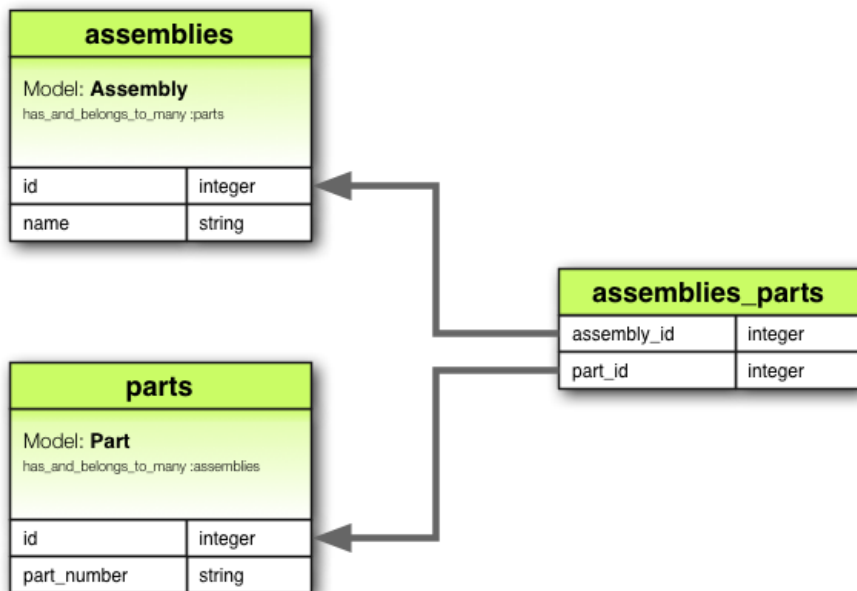 assemblies
Model: Assembly
has_and_belongs_to_many :parts
id integer
name string
assemblies_parts
assembly_id integer
part_id integer
parts
Model: Part
has_and_belongs_to_many :assemblies
id integer
part_number string